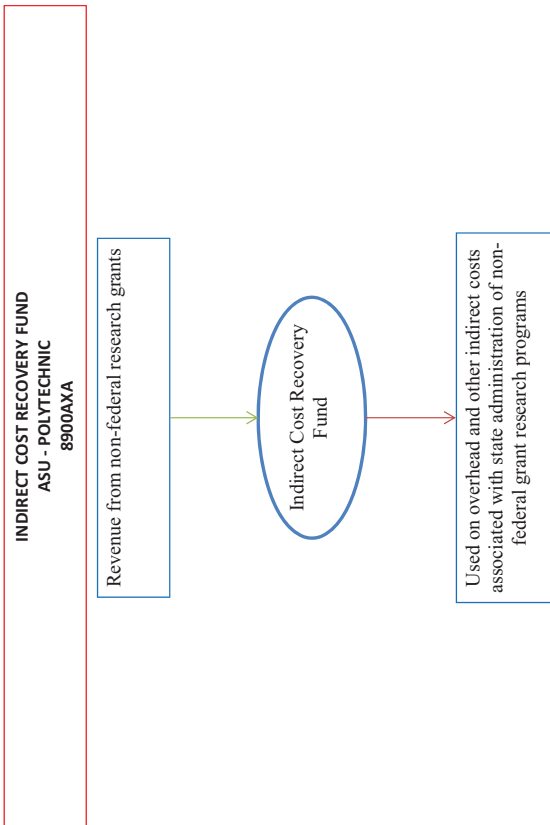 INDIRECT COST RECOVERY FUND
ASU - POLYTECHNIC
8900AXA
Revenue from non-federal research grants
Indirect Cost Recovery
Fund
Used on overhead and other indirect costs
associated with state administration of non-
federal grant research programs